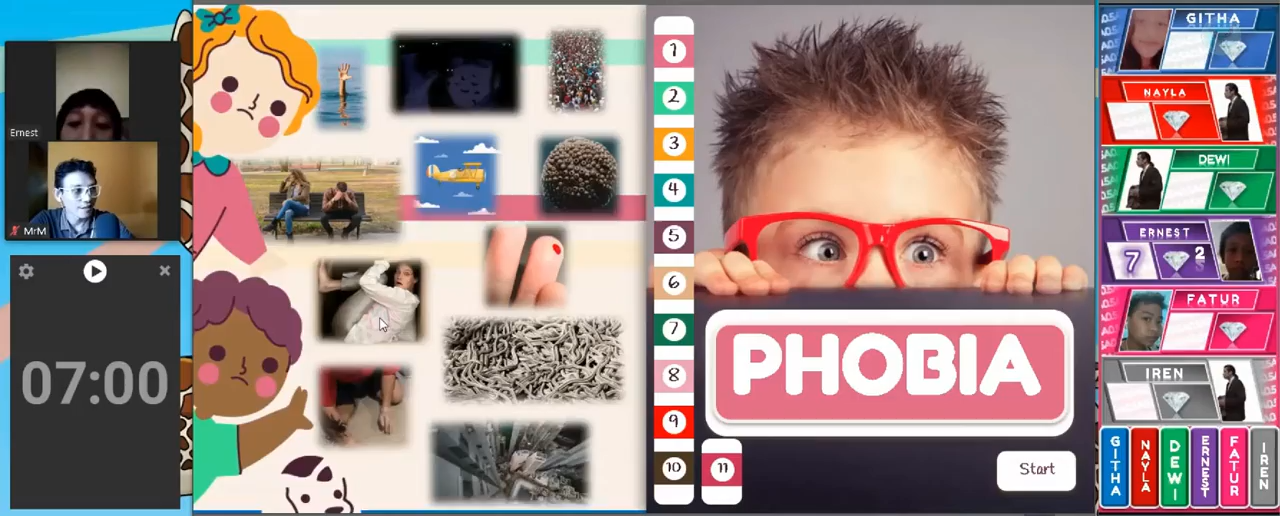 Ernest
MrM
07:00
1
2
3
4
5
6
7
8
9
10
11
PHOBIA
Start
GITHA
NAYLA
DEWI
ERNEST
7
2
FATUR
IREN
GITHA
NAYLA
DEWI
ERNEST
FATUR
IREN